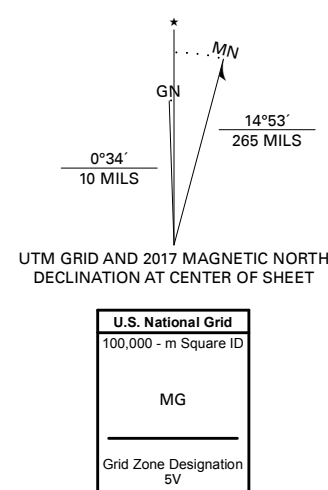 ★
MN
GN
14°53´
265 MILS
0°34´
10 MILS
UTM GRID AND 2017 MAGNETIC NORTH
DECLINATION AT CENTER OF SHEET
U.S. National Grid
100,000 - m Square ID
MG
Grid Zone Designation
5V